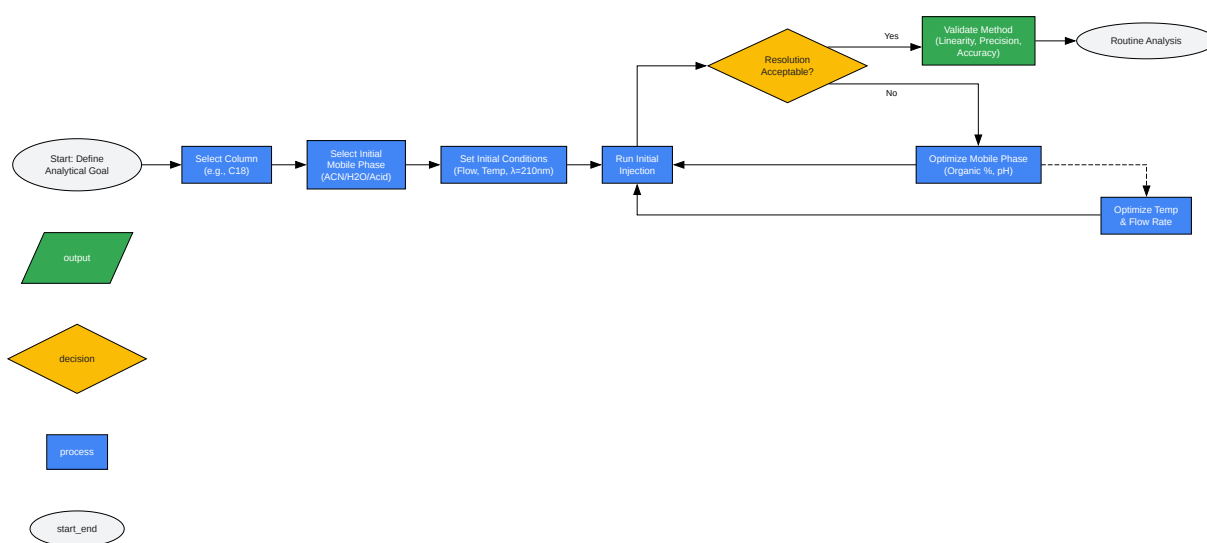 Start: Define
Analytical Goal
Select Column
(e.g., C18)
Select Initial
Mobile Phase
(ACN/H2O/Acid)
Set Initial Conditions
(Flow, Temp, λ=210nm)
Run Initial
Injection
Resolution
Acceptable?
Yes
Validate Method
(Linearity, Precision,
Accuracy)
Routine Analysis
No
Optimize Mobile Phase
(Organic %, pH)
Optimize Temp
& Flow Rate
output
decision
process
start_end